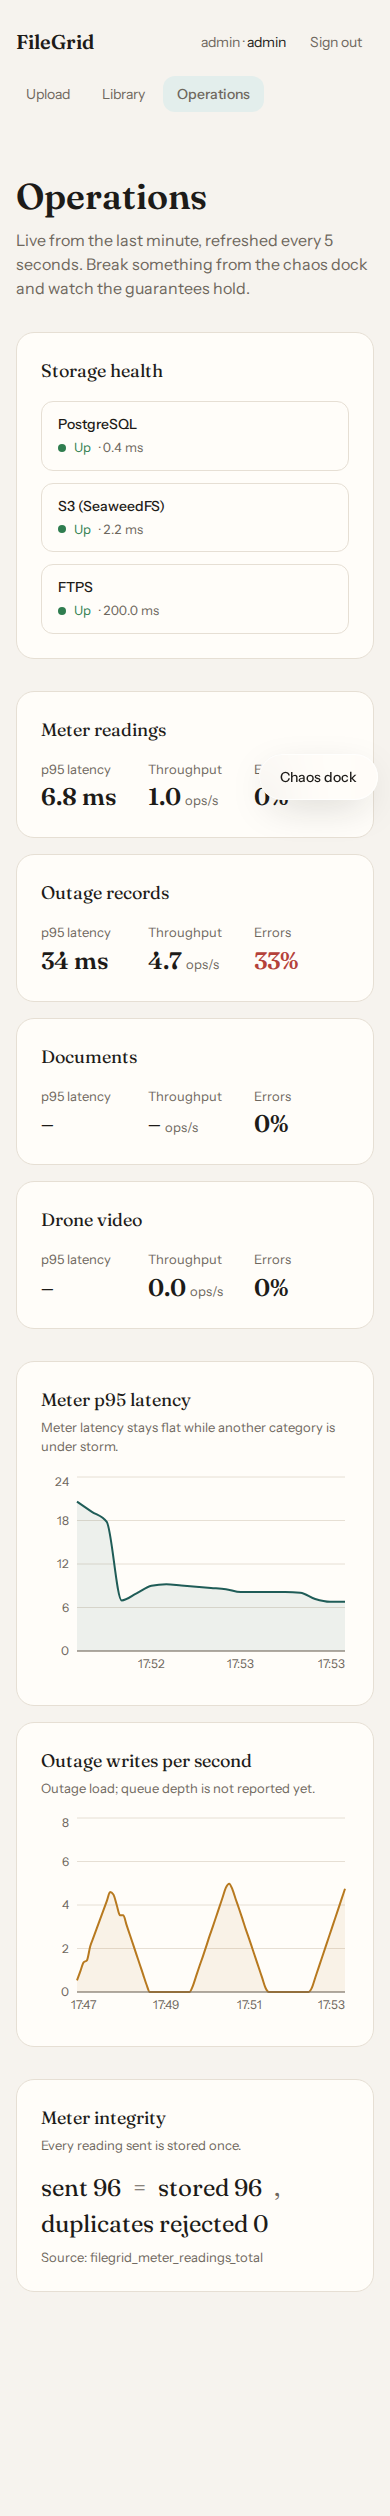 FileGrid
admin · admin
Sign out
Upload
Library
Operations
Operations
Live from the last minute, refreshed every 5
seconds. Break something from the chaos dock
and watch the guarantees hold.
Storage health
PostgreSQL
Up · 0.4 ms
S3 (SeaweedFS)
Up · 2.2 ms
FTPS
Up · 200.0 ms
Meter readings
p95 latency
Throughput
E
6.8 ms
1.0 ops/s
0%
Chaos dock
Outage records
p95 latency
Throughput
Errors
34 ms
4.7 ops/s
33%
Documents
p95 latency
Throughput
Errors
–
– ops/s
0%
Drone video
p95 latency
Throughput
Errors
–
0.0 ops/s
0%
Meter p95 latency
Meter latency stays flat while another category is
under storm.
24
18
12
6
0
17:52
17:53
17:53
Outage writes per second
Outage load; queue depth is not reported yet.
8
6
4
2
0
17:47
17:49
17:51
17:53
Meter integrity
Every reading sent is stored once.
sent 96 = stored 96 ,
duplicates rejected 0
Source: filegrid_meter_readings_total